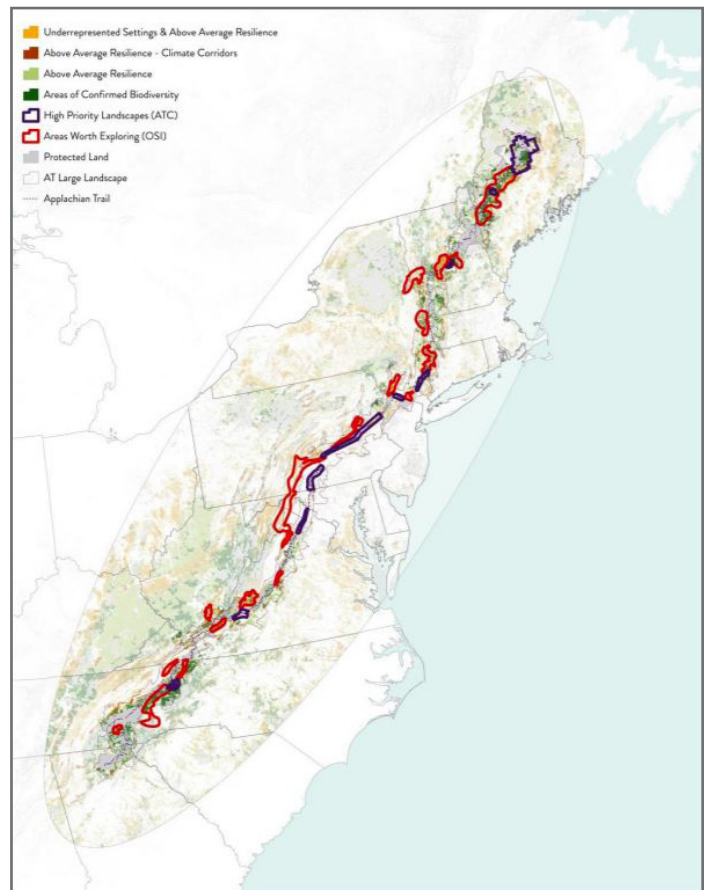 Underrepresented Settings & Above Average Resilience
Above Average Resilience - Climate Corridors
Above Average Resilience
Areas of Confirmed Biodiversity
High Priority Landscapes (ATC)
Areas Worth Exploring (OSI)
Protected Land
AT Large Landscape
Applachian Trail